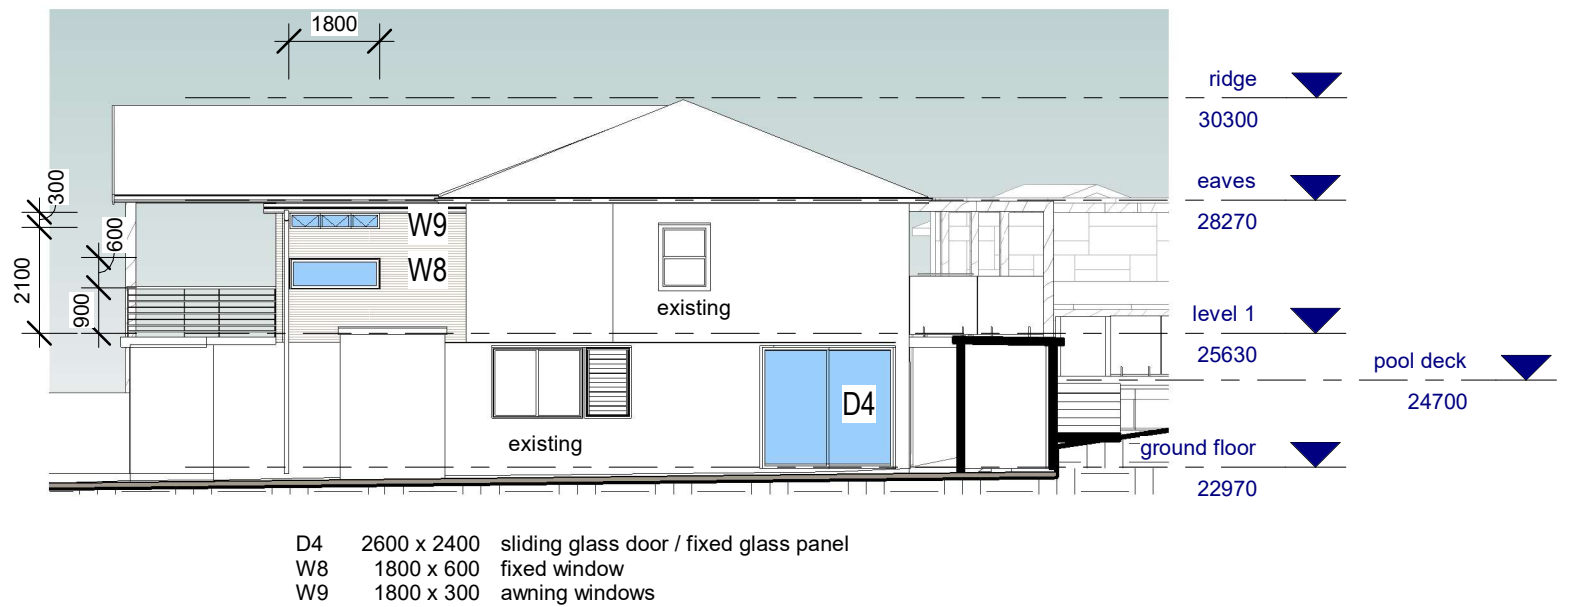 1800
ridge
30300
300
eaves
28270
600
W9
2100
W8
900
existing
level 1
25630
pool deck
24700
D4
existing
ground floor
22970
D4 2600 x 2400 sliding glass door / fixed glass panel
W8 1800 x 600 fixed window
W9 1800 x 300 awning windows